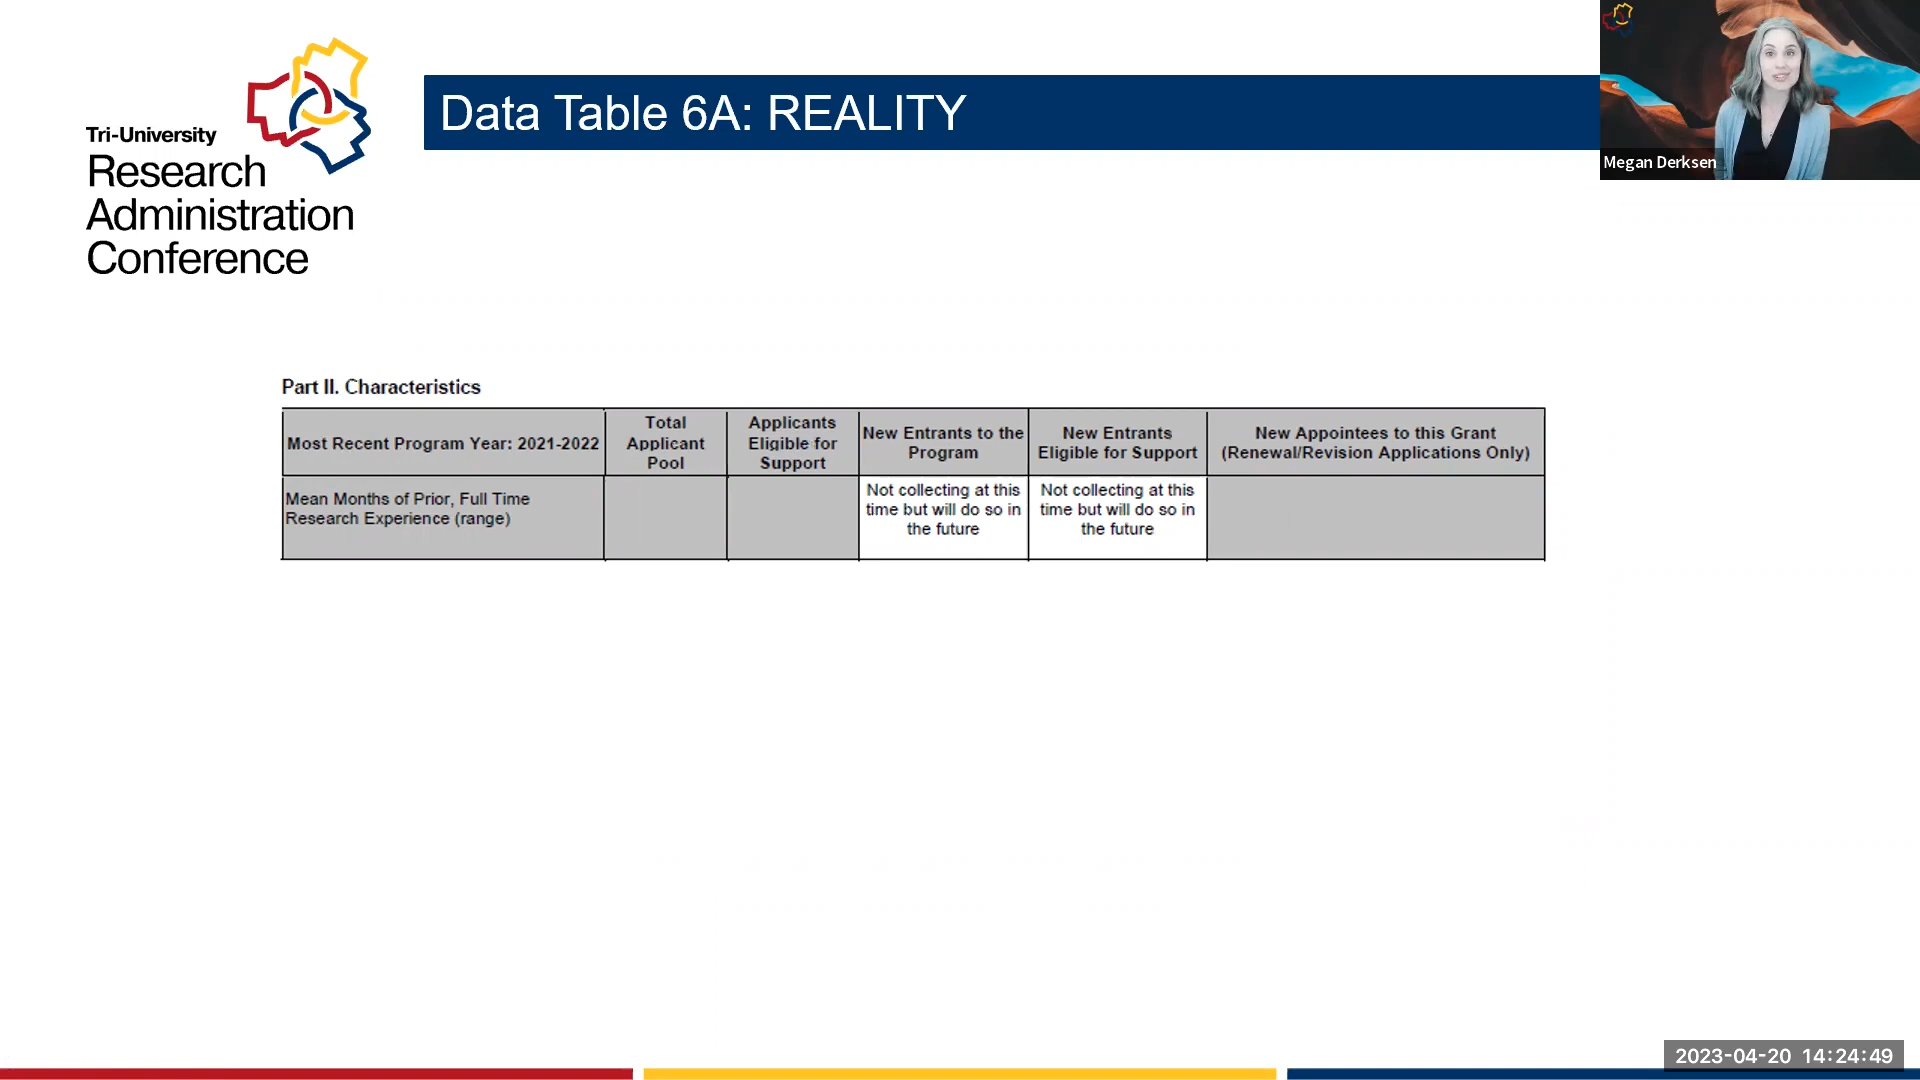 Tri-University
Research
Administration
Conference
Data Table 6A: REALITY
Megan Derksen
Part II. Characteristics
Most Recent Program Year: 2021-2022
Total
Applicant
Pool
Applicants
Eligible for
Support
New Entrants to the
Program
New Entrants
Eligible for Support
New Appointees to this Grant
(Renewal/Revision Applications Only)
Mean Months of Prior, Full Time
Research Experience (range)
Not collecting at this
time but will do so in
the future
Not collecting at this
time but will do so in
the future
2023-04-20 14:24:49